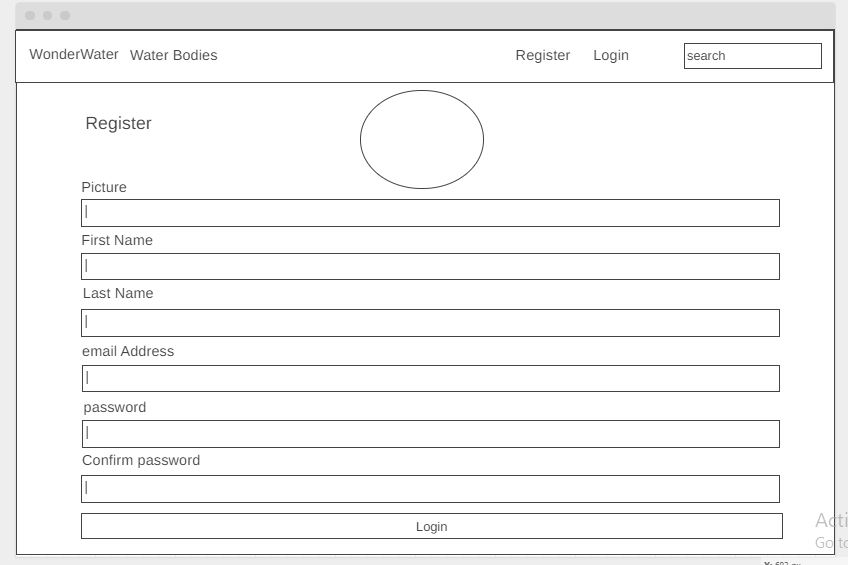 WonderWater Water Bodies Register Login search
Register
Picture
First Name
Last Name
email Address
password
Confirm password
Login
Go to